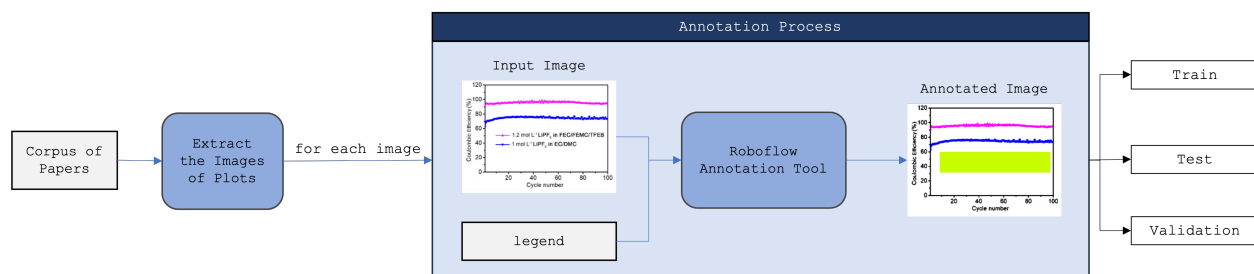 Annotation Process
Corpus of
Papers
Extract
the Images
of Plots
for each image
Input Image
120
100
80
60
40
20
0
Coulombic Efficiency(%)
1.2 mol L⁻¹ LiPF₆ in FEC/FEMC/TFEB
1 mol L⁻¹ LiPF₆ in EC/DMC
20 40 60 80 100
Cycle number
legend
Roboflow
Annotation Tool
Annotated Image
120
100
80
60
40
20
0
Coulombic Efficiency(%)
20 40 60 80 100
Cycle number
Train
Test
Validation